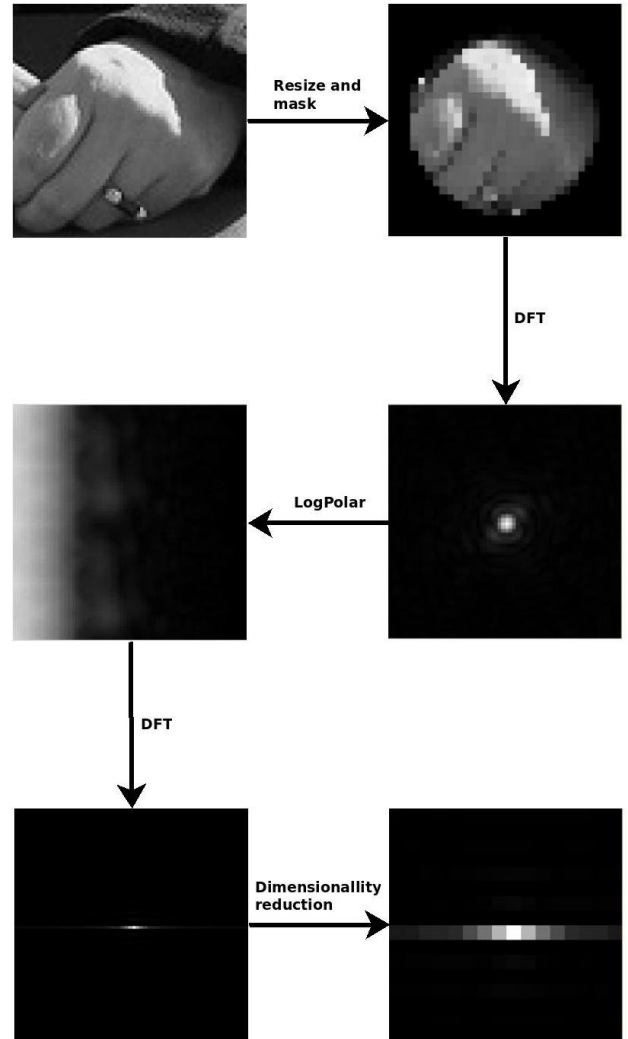 Resize and
mask
DFT
LogPolar
DFT
Dimensionallity
reduction